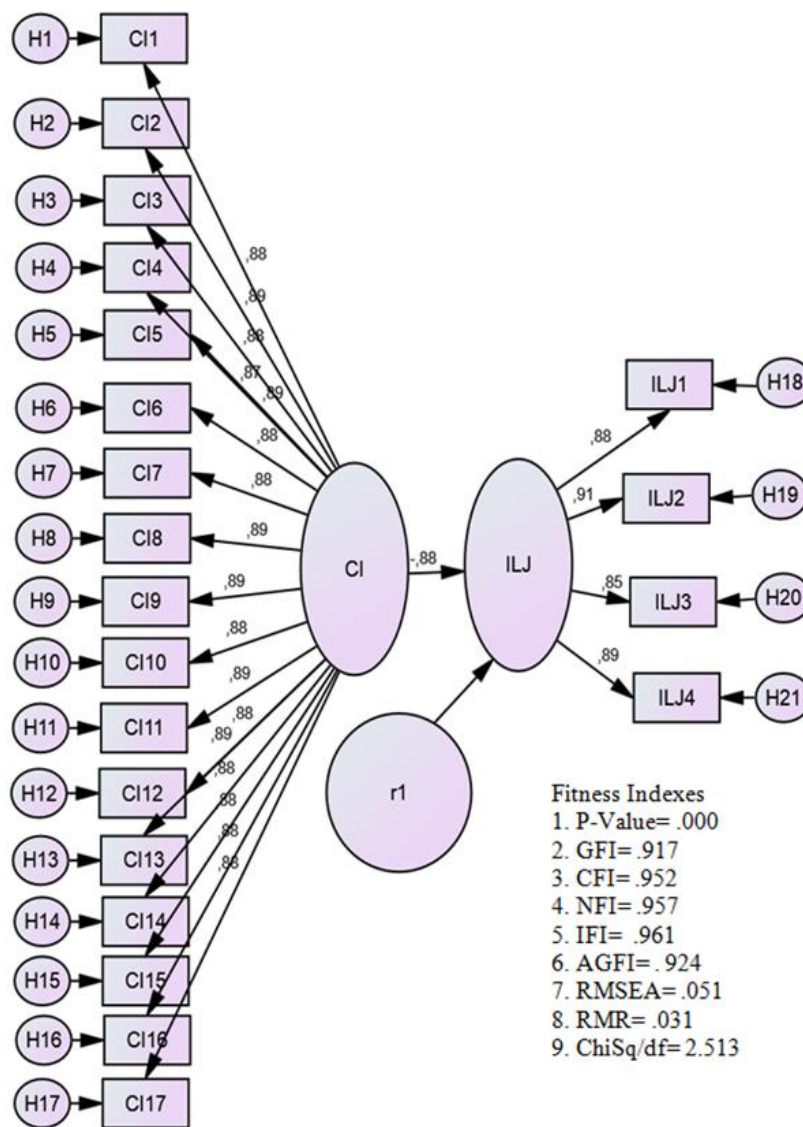 H1 CI1
H2 CI2
H3 CI3
H4 CI4
H5 CI5
H6 CI6
H7 CI7
H8 CI8
H9 CI9
H10 CI10
H11 CI11
H12 CI12
H13 CI13
H14 CI14
H15 CI15
H16 CI16
H17 CI17
,88
,89
,88
,87
,89
,88
,88
,89
,89
,88
,89
,88
,89
,88
,88
,88
,88
CI
-,88
ILJ
r1
,88
,91
,85
,89
ILJ1 H18
ILJ2 H19
ILJ3 H20
ILJ4 H21
Fitness Indexes
1. P-Value= .000
2. GFI= .917
3. CFI= .952
4. NFI= .957
5. IFI= .961
6. AGFI= .924
7. RMSEA= .051
8. RMR= .031
9. ChiSq/df= 2.513